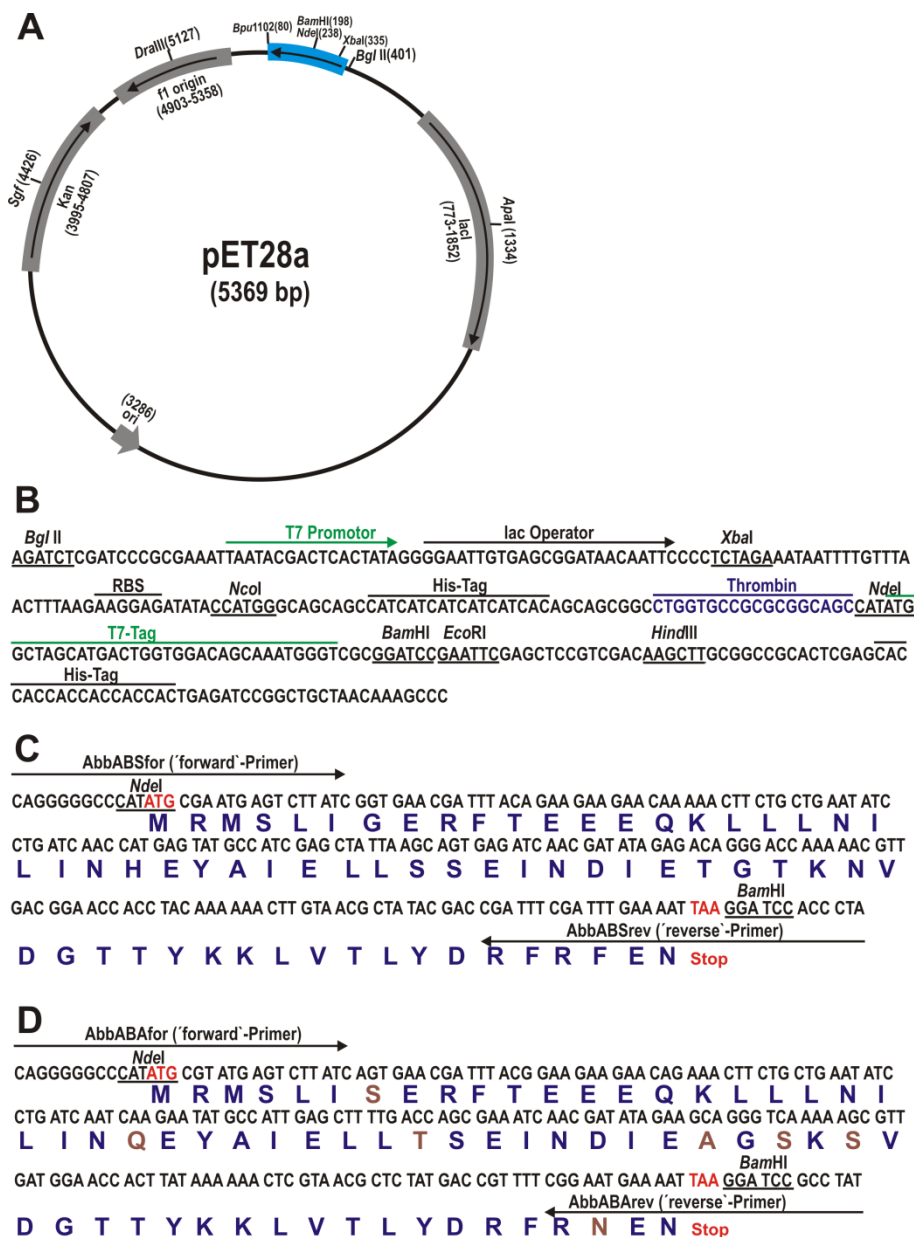 A
Bpu1102(80)
BamHI(198)
NdeI(238)
XbaI(335)
Bgl II(401)
DraIII(5127)
f1 origin
(4903-5358)
Sgf(4426)
Kan
(3995-4807)
ApaI (1334)
lacI
(773-1852)
pET28a
(5369 bp)
(3286)
ori
B
Bgl II T7 Promotor lac Operator XbaI
AGATCTCGATCCCGCGAAATTAATACGACTCACTATAGGGGAATTGTGAGCGGATAACAATTCCCCTCTAGAAATAATTTTGTTTA
RBS NcoI His-Tag Thrombin NdeI
ACTTTAAGAAGGAGATATACCATGGGCAGCAGCCATCATCATCATCATCACAGCAGCGGCCTGGTGCCGCGCGGCAGCCATATG
T7-Tag BamHI EcoRI HindIII
GCTAGCATGACTGGTGGACAGCAAATGGGTCGCGGATCCGAATTCGAGCTCCGTCGACAAGCTTGCGGCCGCACTCGAGCAC
His-Tag
CACCACCACCACCACTGAGATCCGGCTGCTAACAAAGCCC
C
AbbABSfor (´forward`-Primer)
NdeI
CAGGGGGCCCATATG CGA ATG AGT CTT ATC GGT GAA CGA TTT ACA GAA GAA GAA CAA AAA CTT CTG CTG AAT ATC
M R M S L I G E R F T E E E Q K L L L N I
CTG ATC AAC CAT GAG TAT GCC ATC GAG CTA TTA AGC AGT GAG ATC AAC GAT ATA GAG ACA GGG ACC AAA AAC GTT
L I N H E Y A I E L L S S E I N D I E T G T K N V
GAC GGA ACC ACC TAC AAA AAA CTT GTA ACG CTA TAC GAC CGA TTT CGA TTT GAA AAT TAA GGA TCC ACC CTA
BamHI
AbbABSrev (´reverse`-Primer)
D G T T Y K K L V T L Y D R F R F E N Stop
D
AbbABAfor (´forward`-Primer)
NdeI
CAGGGGGCCCATATG CGT ATG AGT CTT ATC AGT GAA CGA TTT ACG GAA GAA GAA CAG AAA CTT CTG CTG AAT ATC
M R M S L I S E R F T E E E Q K L L L N I
CTG ATC AAT CAA GAA TAT GCC ATT GAG CTT TTG ACC AGC GAA ATC AAC GAT ATA GAA GCA GGG TCA AAA AGC GTT
L I N Q E Y A I E L L T S E I N D I E A G S K S V
GAT GGA ACC ACT TAT AAA AAA CTC GTA ACG CTC TAT GAC CGT TTT CGG AAT GAA AAT TAA GGA TCC GCC TAT
BamHI
AbbABArev (´reverse`-Primer)
D G T T Y K K L V T L Y D R F R N E N Stop